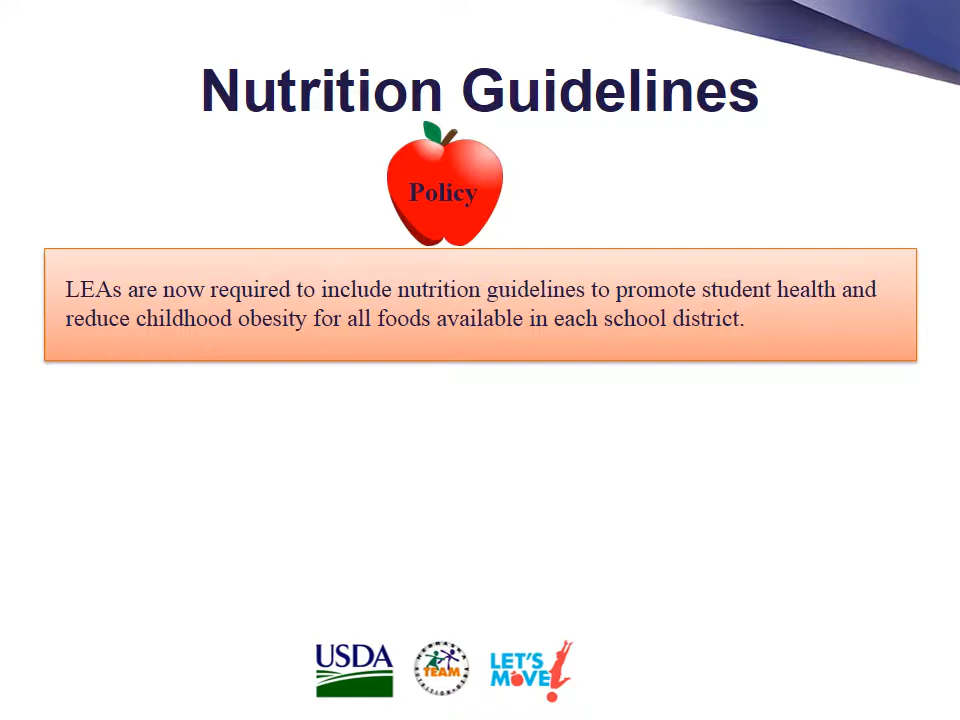 Nutrition Guidelines
Policy
LEAs are now required to include nutrition guidelines to promote student health and
reduce childhood obesity for all foods available in each school district.
USDA
TEAM
LET'S
MOVE